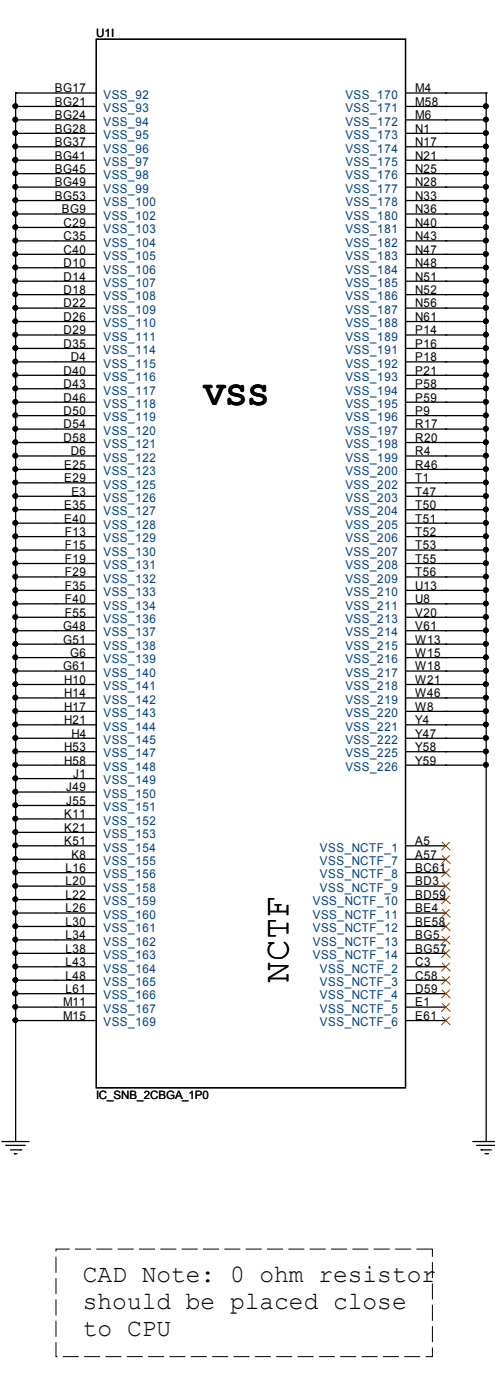 U1I
BG17 VSS_92 VSS_170 M4
BG21 VSS_93 VSS_171 M58
BG24 VSS_94 VSS_172 M6
BG28 VSS_95 VSS_173 N1
BG37 VSS_96 VSS_174 N17
BG41 VSS_97 VSS_175 N21
BG45 VSS_98 VSS_176 N25
BG49 VSS_99 VSS_177 N28
BG53 VSS_100 VSS_178 N33
BG9 VSS_102 VSS_180 N36
C29 VSS_103 VSS_181 N40
C35 VSS_104 VSS_182 N43
C40 VSS_105 VSS_183 N47
D10 VSS_106 VSS_184 N48
D14 VSS_107 VSS_185 N51
D18 VSS_108 VSS_186 N52
D22 VSS_109 VSS_187 N56
D26 VSS_110 VSS_188 N61
D29 VSS_111 VSS_189 P14
D35 VSS_114 VSS_191 P16
D4 VSS_115 VSS_192 P18
D40 VSS_116 VSS_193 P21
D43 VSS_117 VSS_194 P58
VSS
D46 VSS_118 VSS_195 P59
D50 VSS_119 VSS_196 P9
D54 VSS_120 VSS_197 R17
D58 VSS_121 VSS_198 R20
D6 VSS_122 VSS_199 R4
E25 VSS_123 VSS_200 R46
E29 VSS_125 VSS_202 T1
E3 VSS_126 VSS_203 T47
E35 VSS_127 VSS_204 T50
E40 VSS_128 VSS_205 T51
F13 VSS_129 VSS_206 T52
F15 VSS_130 VSS_207 T53
F19 VSS_131 VSS_208 T55
F29 VSS_132 VSS_209 T56
F35 VSS_133 VSS_210 U13
F40 VSS_134 VSS_211 U8
F55 VSS_136 VSS_213 V20
G48 VSS_137 VSS_214 V61
G51 VSS_138 VSS_215 W13
G6 VSS_139 VSS_216 W15
G61 VSS_140 VSS_217 W18
H10 VSS_141 VSS_218 W21
H14 VSS_142 VSS_219 W46
H17 VSS_143 VSS_220 W8
H21 VSS_144 VSS_221 Y4
H4 VSS_145 VSS_222 Y47
H53 VSS_147 VSS_225 Y58
H58 VSS_148 VSS_226 Y59
J1 VSS_149
J49 VSS_150
J55 VSS_151
K11 VSS_152
K21 VSS_153
K51 VSS_154 VSS_NCTF_1 A5
K8 VSS_155 VSS_NCTF_7 A57
L16 VSS_156 VSS_NCTF_8 BC61
L20 VSS_158 VSS_NCTF_9 BD3
L22 VSS_159 VSS_NCTF_10 BD59
L26 VSS_160 VSS_NCTF_11 BE4
L30 VSS_161 VSS_NCTF_12 BE58
NCTF
L34 VSS_162 VSS_NCTF_13 BG5
L38 VSS_163 VSS_NCTF_14 BG57
L43 VSS_164 VSS_NCTF_2 C3
L48 VSS_165 VSS_NCTF_3 C58
L61 VSS_166 VSS_NCTF_4 D59
M11 VSS_167 VSS_NCTF_5 E1
M15 VSS_169 VSS_NCTF_6 E61
IC_SNB_2CBGA_1P0
CAD Note: 0 ohm resistor
should be placed close
to CPU